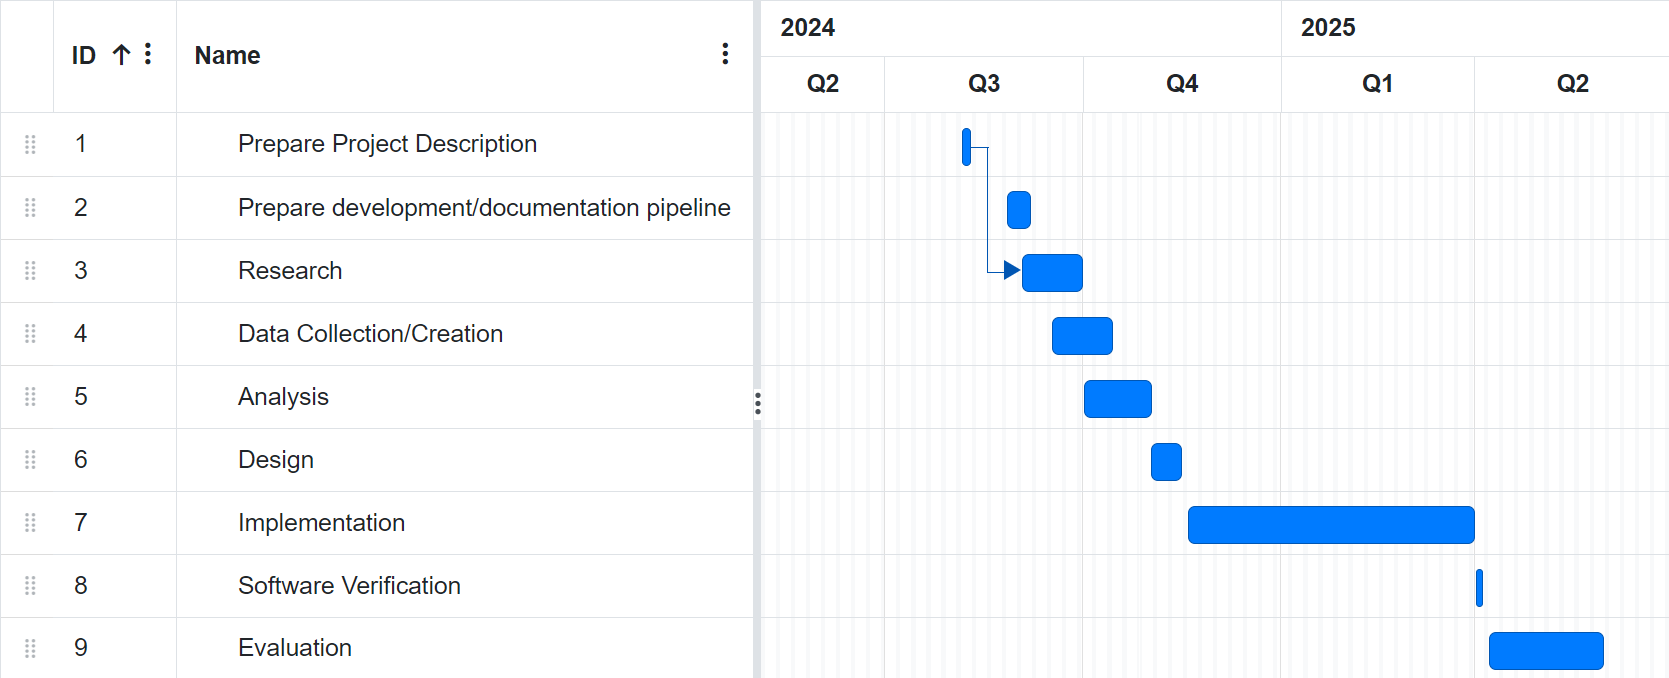 ID Name 2024 2025
Q2 Q3 Q4 Q1 Q2
1 Prepare Project Description
2 Prepare development/documentation pipeline
3 Research
4 Data Collection/Creation
5 Analysis
6 Design
7 Implementation
8 Software Verification
9 Evaluation